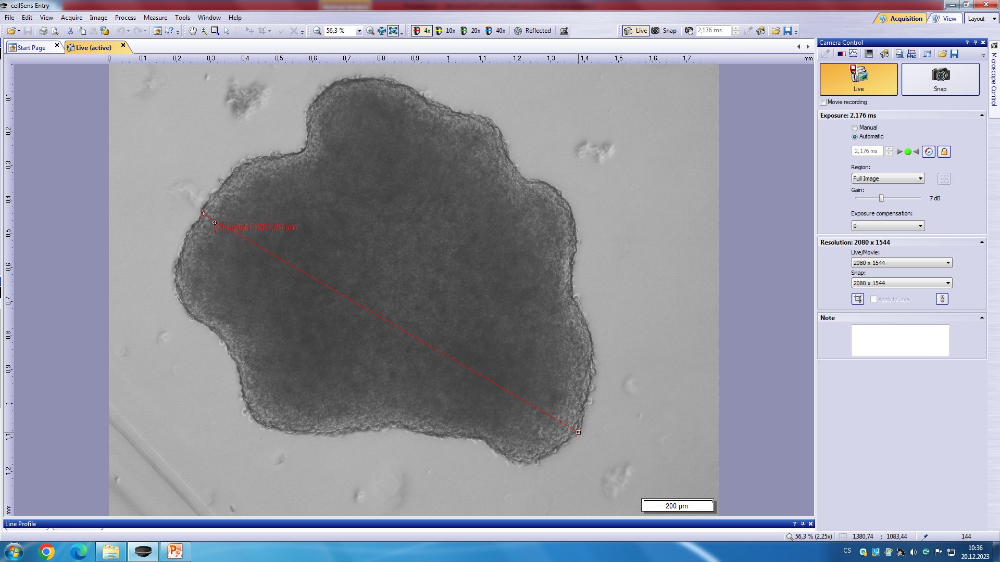 cellSens Entry
File Edit View Acquire Image Process Measure Tools Window Help
Acquisition View Layout
56,3 % 4x 10x 20x 40x Reflected Live Snap 2,176 ms
Start Page Live (active)
0 0,1 0,2 0,3 0,4 0,5 0,6 0,7 0,8 0,9 1 1,1 1,2 1,3 1,4 1,5 1,6 1,7 mm
0,1
0,2
0,3
0,4
0,5
0,6
0,7
0,8
0,9
1
1,1
1,2
mm
(1) Length 1281,23 µm
200 µm
Camera Control
Max
Live Snap
Movie recording
Exposure: 2,176 ms
Manual
Automatic
2,176 ms
Region:
Full Image
Gain:
7 dB
Exposure compensation:
0
Resolution: 2080 x 1544
Live/Movie:
2080 x 1544
Snap:
2080 x 1544
Apply to Live
Note
Microscope Control
Line Profile
56,3 % (2,25x) 1380,74 ; 1083,44 144
CS
10:36
20.12.2023